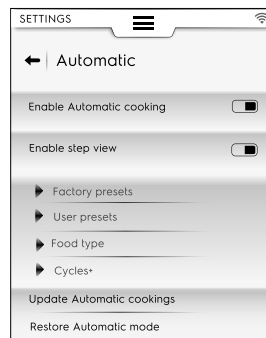 SETTINGS
Automatic
Enable Automatic cooking
Enable step view
Factory presets
User presets
Food type
Cycles+
Update Automatic cookings
Restore Automatic mode